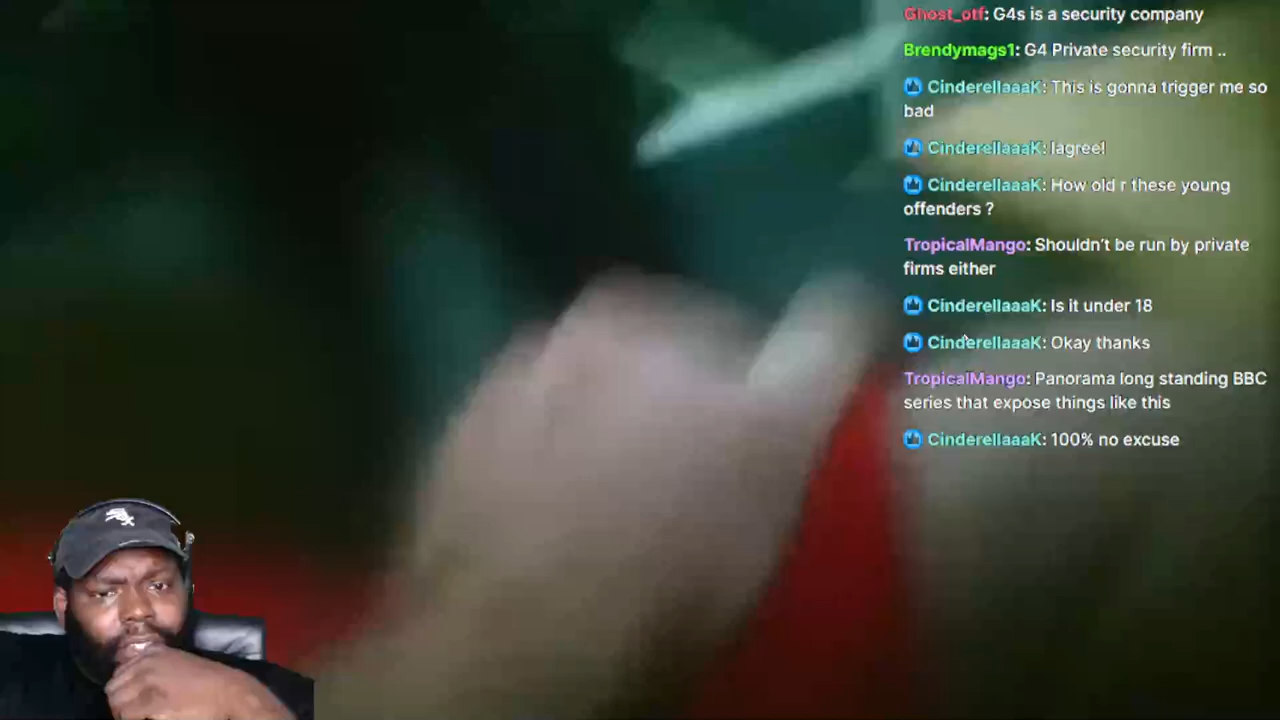 Ghost_otf: G4s is a security company
Brendymags1: G4 Private security firm ..
CinderellaaaK: This is gonna trigger me so
bad
CinderellaaaK: Iagree!
CinderellaaaK: How old r these young
offenders ?
TropicalMango: Shouldn't be run by private
firms either
CinderellaaaK: Is it under 18
CinderellaaaK: Okay thanks
TropicalMango: Panorama long standing BBC
series that expose things like this
CinderellaaaK: 100% no excuse